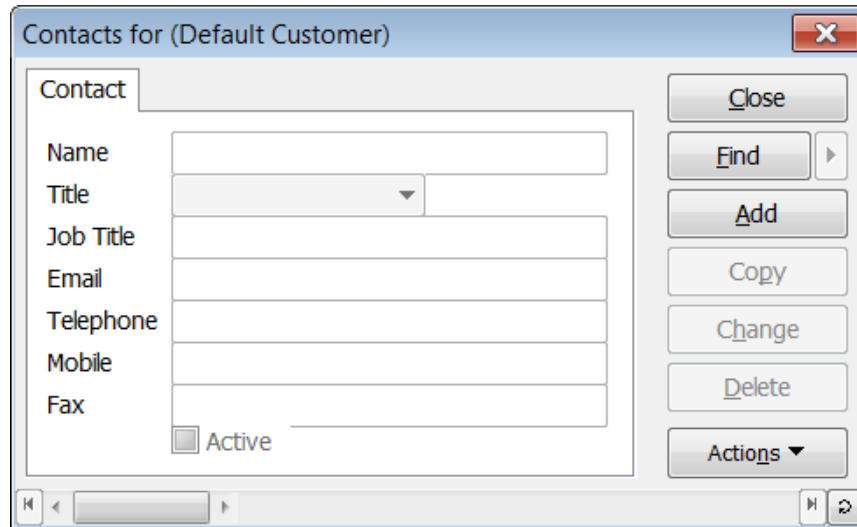 Contacts for (Default Customer)
Contact
Name
Title
Job Title
Email
Telephone
Mobile
Fax
Active
Close
Find
Add
Copy
Change
Delete
Actions